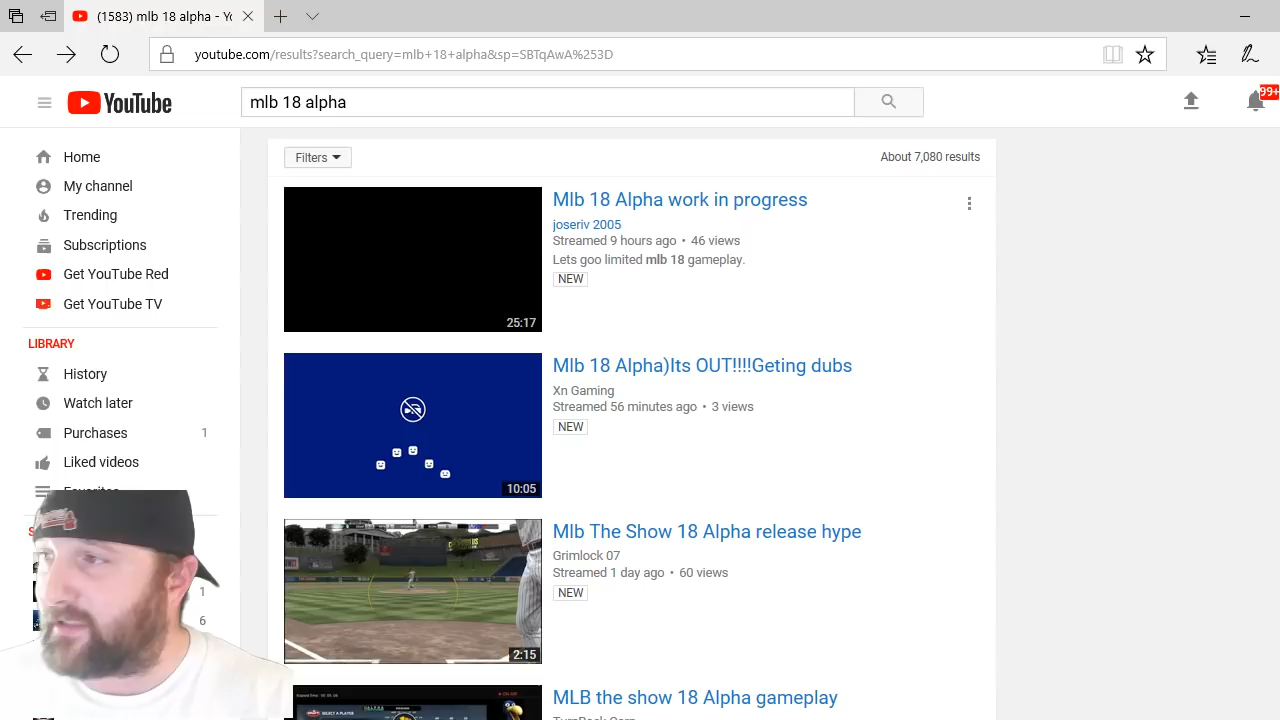 (1583) mlb 18 alpha - Yo
youtube.com/results?search_query=mlb+18+alpha&sp=SBTqAwA%253D
YouTube
mlb 18 alpha
99+
Home
My channel
Trending
Subscriptions
Get YouTube Red
Get YouTube TV
LIBRARY
History
Watch later
Purchases 1
Liked videos
Favorites
S
1
6
Filters
About 7,080 results
25:17
Mlb 18 Alpha work in progress
joseriv 2005
Streamed 9 hours ago • 46 views
Lets goo limited mlb 18 gameplay.
NEW
10:05
Mlb 18 Alpha)Its OUT!!!!Geting dubs
Xn Gaming
Streamed 56 minutes ago • 3 views
NEW
2:15
Mlb The Show 18 Alpha release hype
Grimlock 07
Streamed 1 day ago • 60 views
NEW
SELECT A PLAYER
MLB the show 18 Alpha gameplay